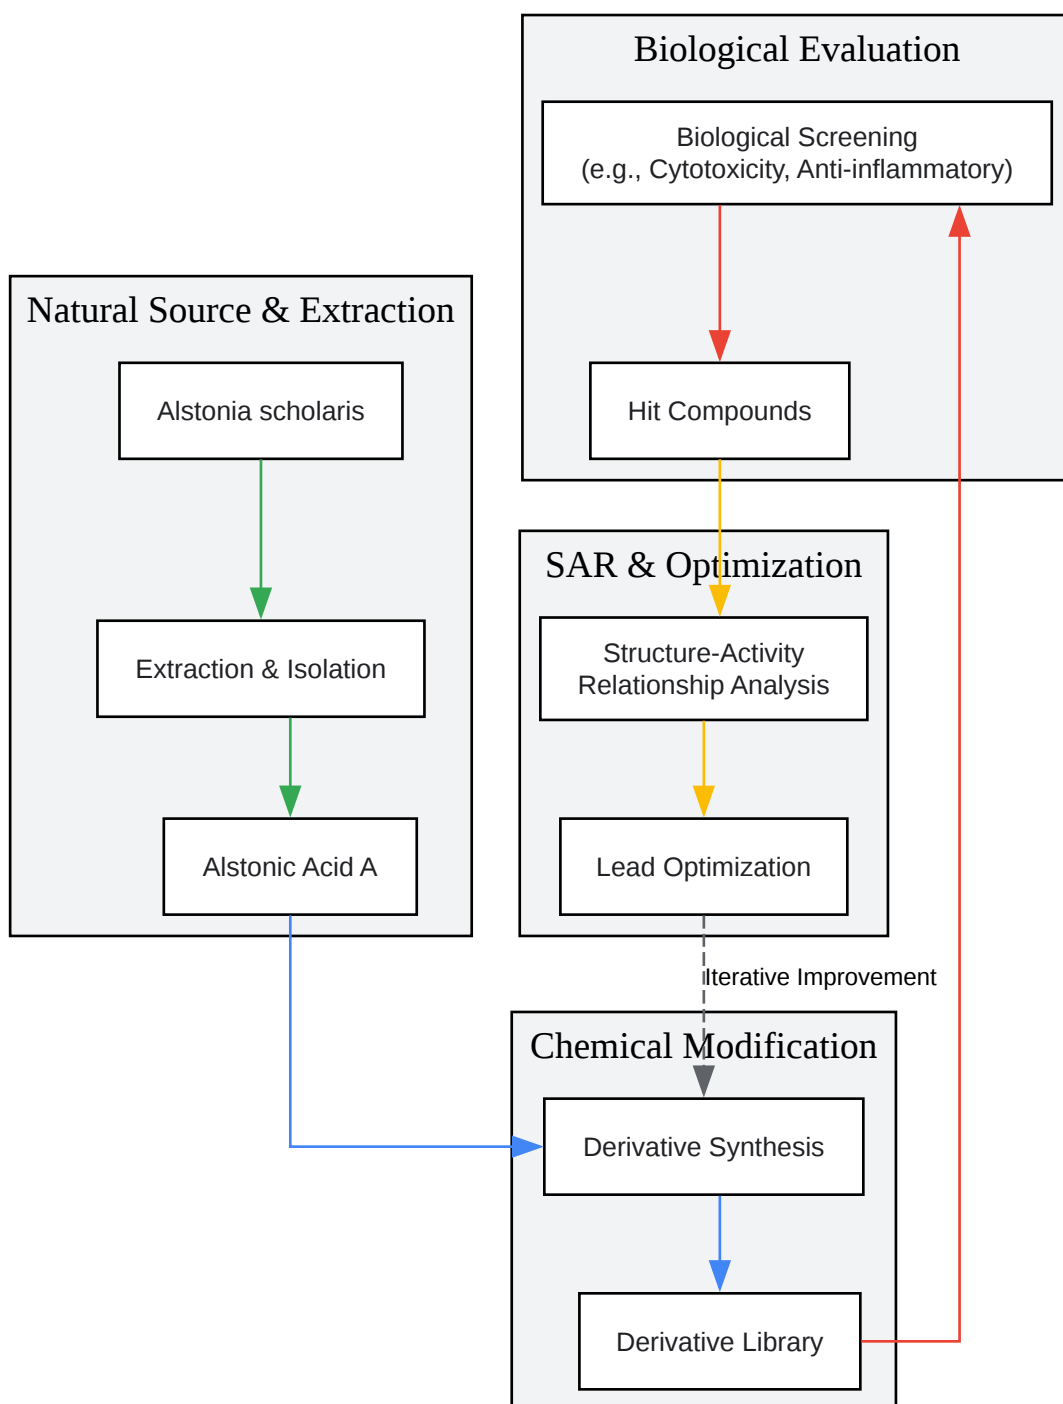 Biological Evaluation
Biological Screening
(e.g., Cytotoxicity, Anti-inflammatory)
Hit Compounds
Natural Source & Extraction
Alstonia scholaris
Extraction & Isolation
Alstonic Acid A
SAR & Optimization
Structure-Activity
Relationship Analysis
Lead Optimization
Iterative Improvement
Chemical Modification
Derivative Synthesis
Derivative Library